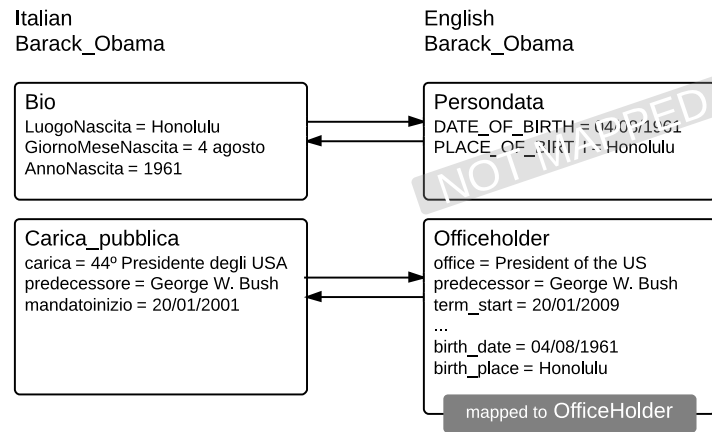 Italian
Barack_Obama
English
Barack_Obama
Bio
LuogoNascita = Honolulu
GiornoMeseNascita = 4 agosto
AnnoNascita = 1961
Persondata
DATE_OF_BIRTH = 04/08/1961
PLACE_OF_BIRTH = Honolulu
NOT MAPPED
Carica_pubblica
carica = 44º Presidente degli USA
predecessore = George W. Bush
mandatoinizio = 20/01/2001
Officeholder
office = President of the US
predecessor = George W. Bush
term_start = 20/01/2009
...
birth_date = 04/08/1961
birth_place = Honolulu
mapped to OfficeHolder